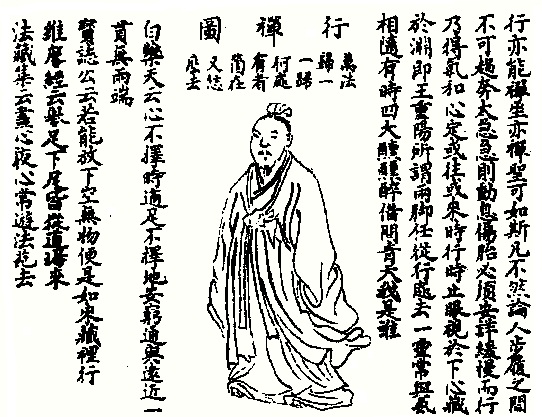 行亦能禪坐亦禪聖可如斯凡不然論人步履之間
不可趨奔太急急則動息傷胎必須安詳緩慢而行
乃得氣和心定或往或來時行時止眼視於下心藏
於淵即王重陽所謂兩脚任從行處去一靈常與氣
相隨有時四大醺醺醉借問青天我是誰
行禪圖
萬法
歸一
一歸
何處
有者
箇在
又恁
麼去
白樂天云心不擇時適足不擇地安窮通與遠近一
貫無兩端
寶誌公云若能放下空無物便是如來藏裡行
維摩經云舉足下足皆從道場來
法藏集云晝心夜心常遊法苑去